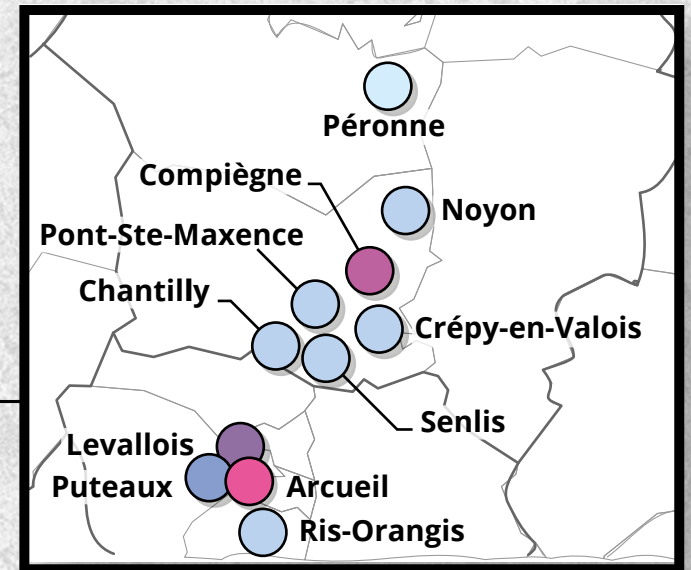 Péronne
Compiègne
Noyon
Pont-Ste-Maxence
Chantilly
Crépy-en-Valois
Senlis
Levallois
Puteaux
Arcueil
Ris-Orangis